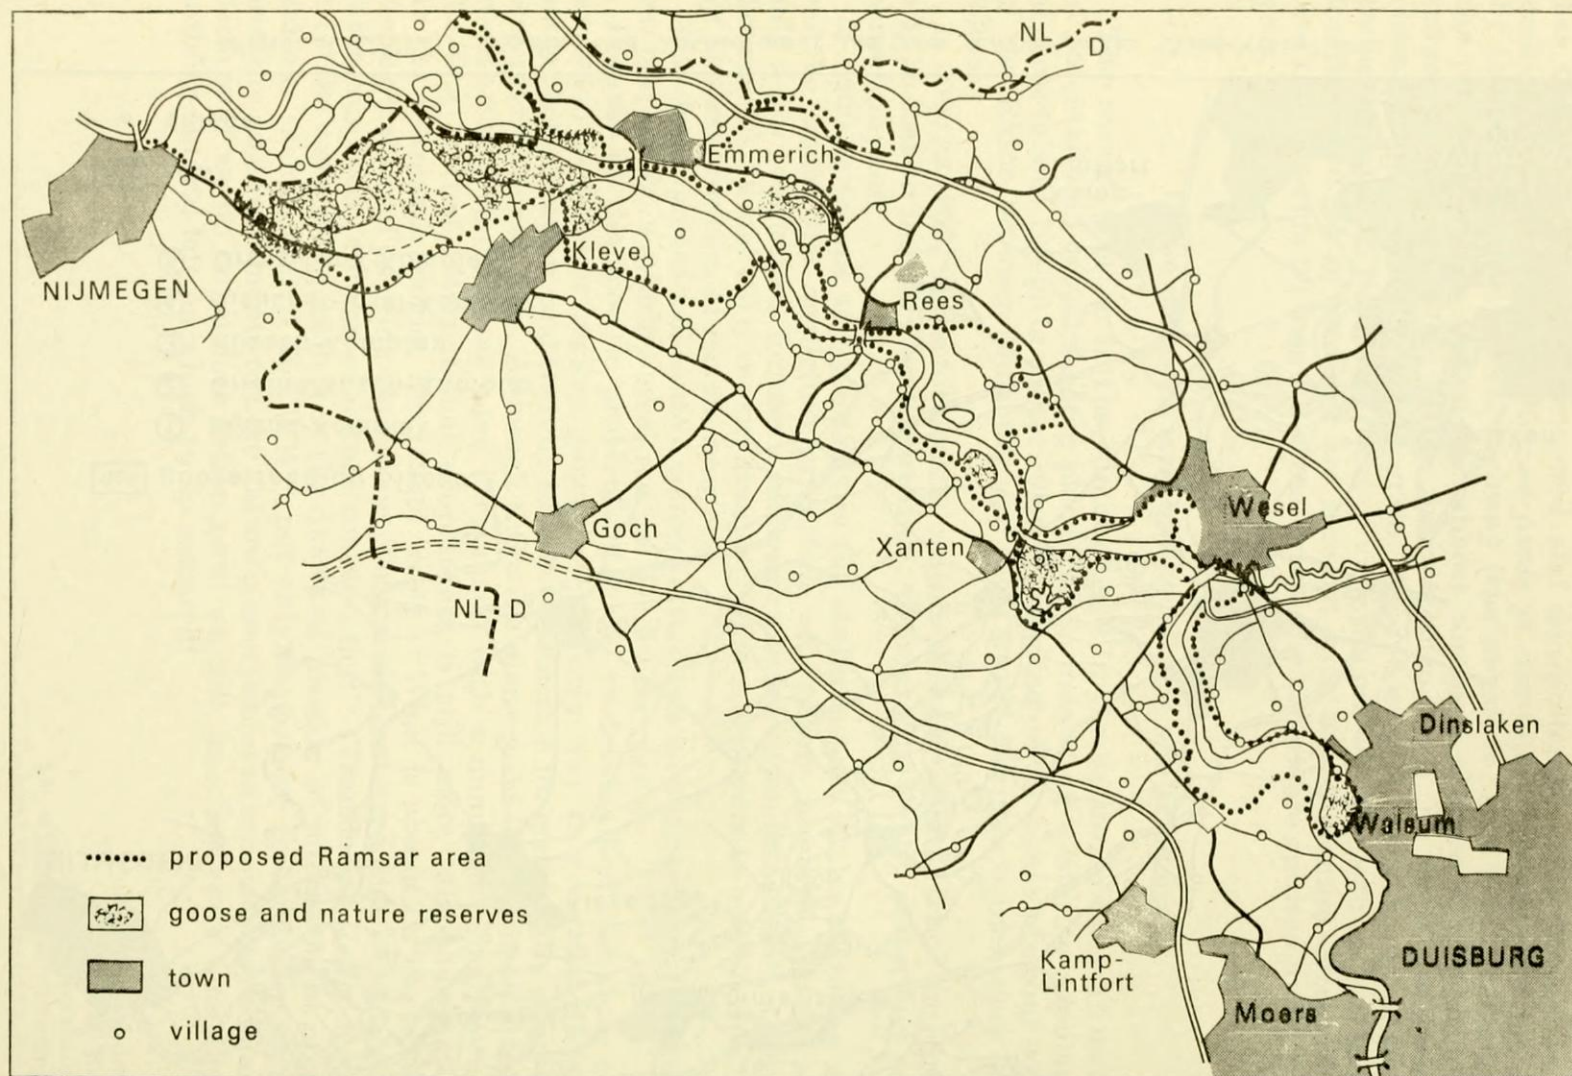 NL
D
Emmerich
Kleve
NIJMEGEN
Rees
Wesel
Goch
Xanten
NL D
Dinslaken
Walsum
proposed Ramsar area
goose and nature reserves
town
village
Kamp-
Lintfort
DUISBURG
Moers